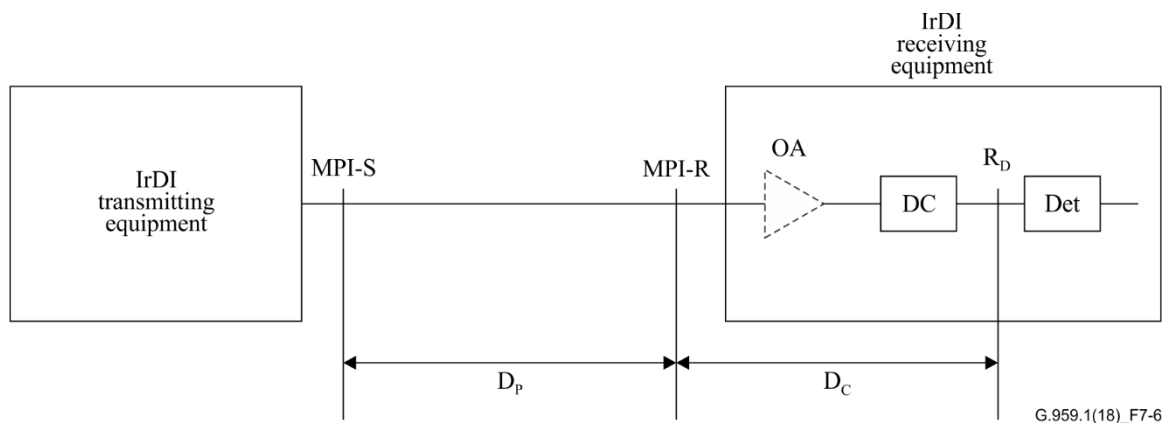 IrDI
receiving
equipment
IrDI
transmitting
equipment
MPI-S
MPI-R
OA
DC
R_D
Det
D_P
D_C
G.959.1(18)_F7-6